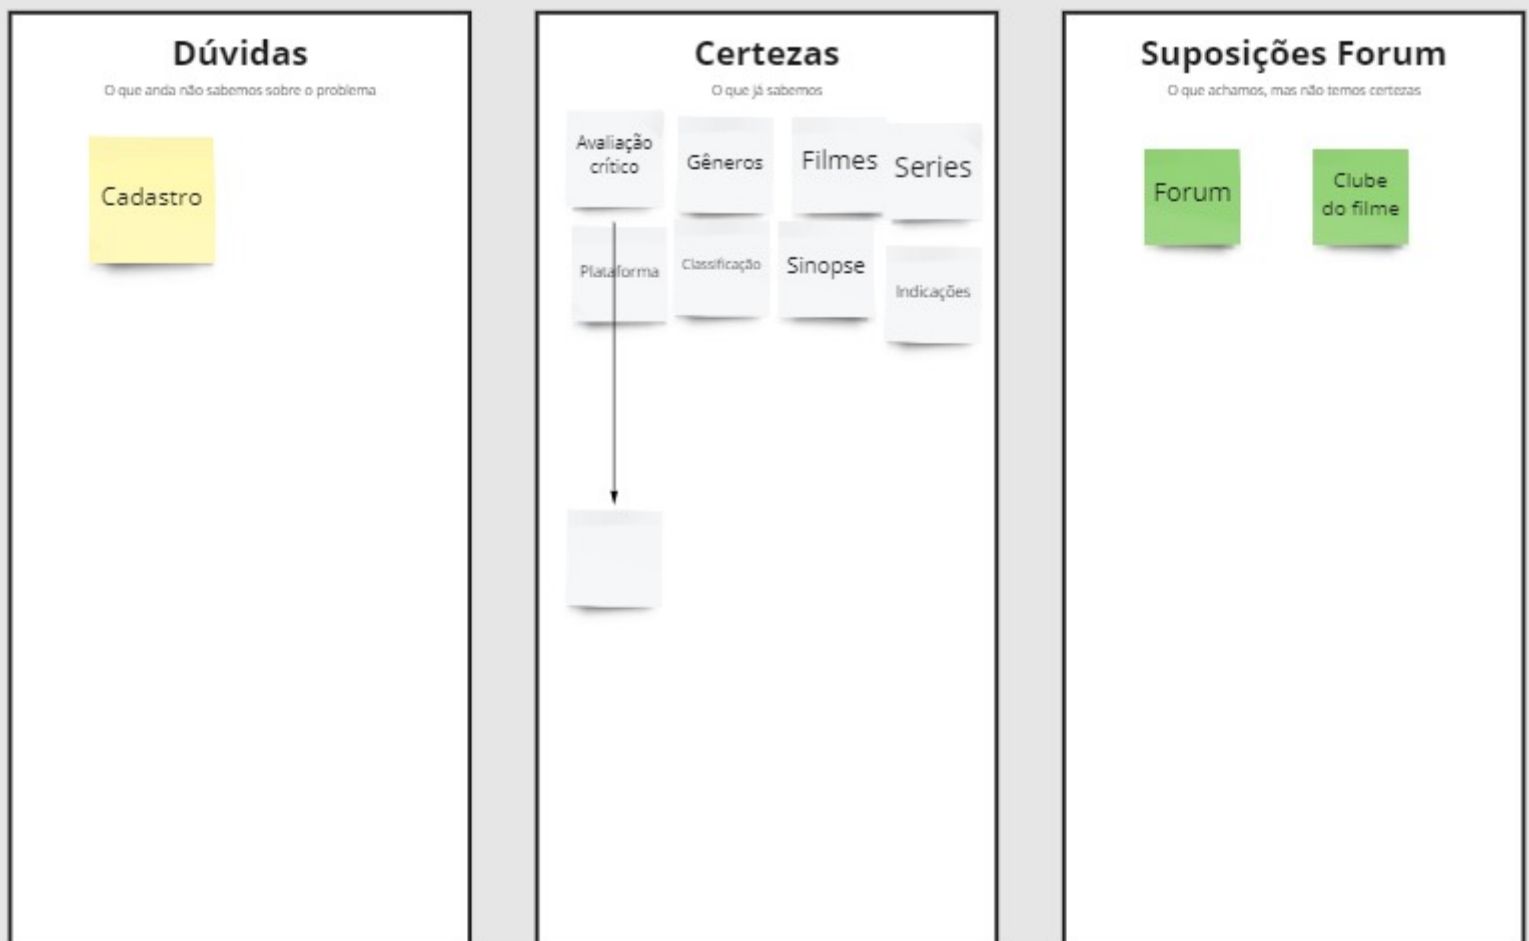 Dúvidas
O que anda não sabemos sobre o problema
Cadastro
Certezas
O que já sabemos
Avaliação
crítico
Gêneros
Filmes
Series
Plataforma
Classificação
Sinopse
Indicações
Suposições Forum
O que achamos, mas não temos certezas
Forum
Clube
do filme